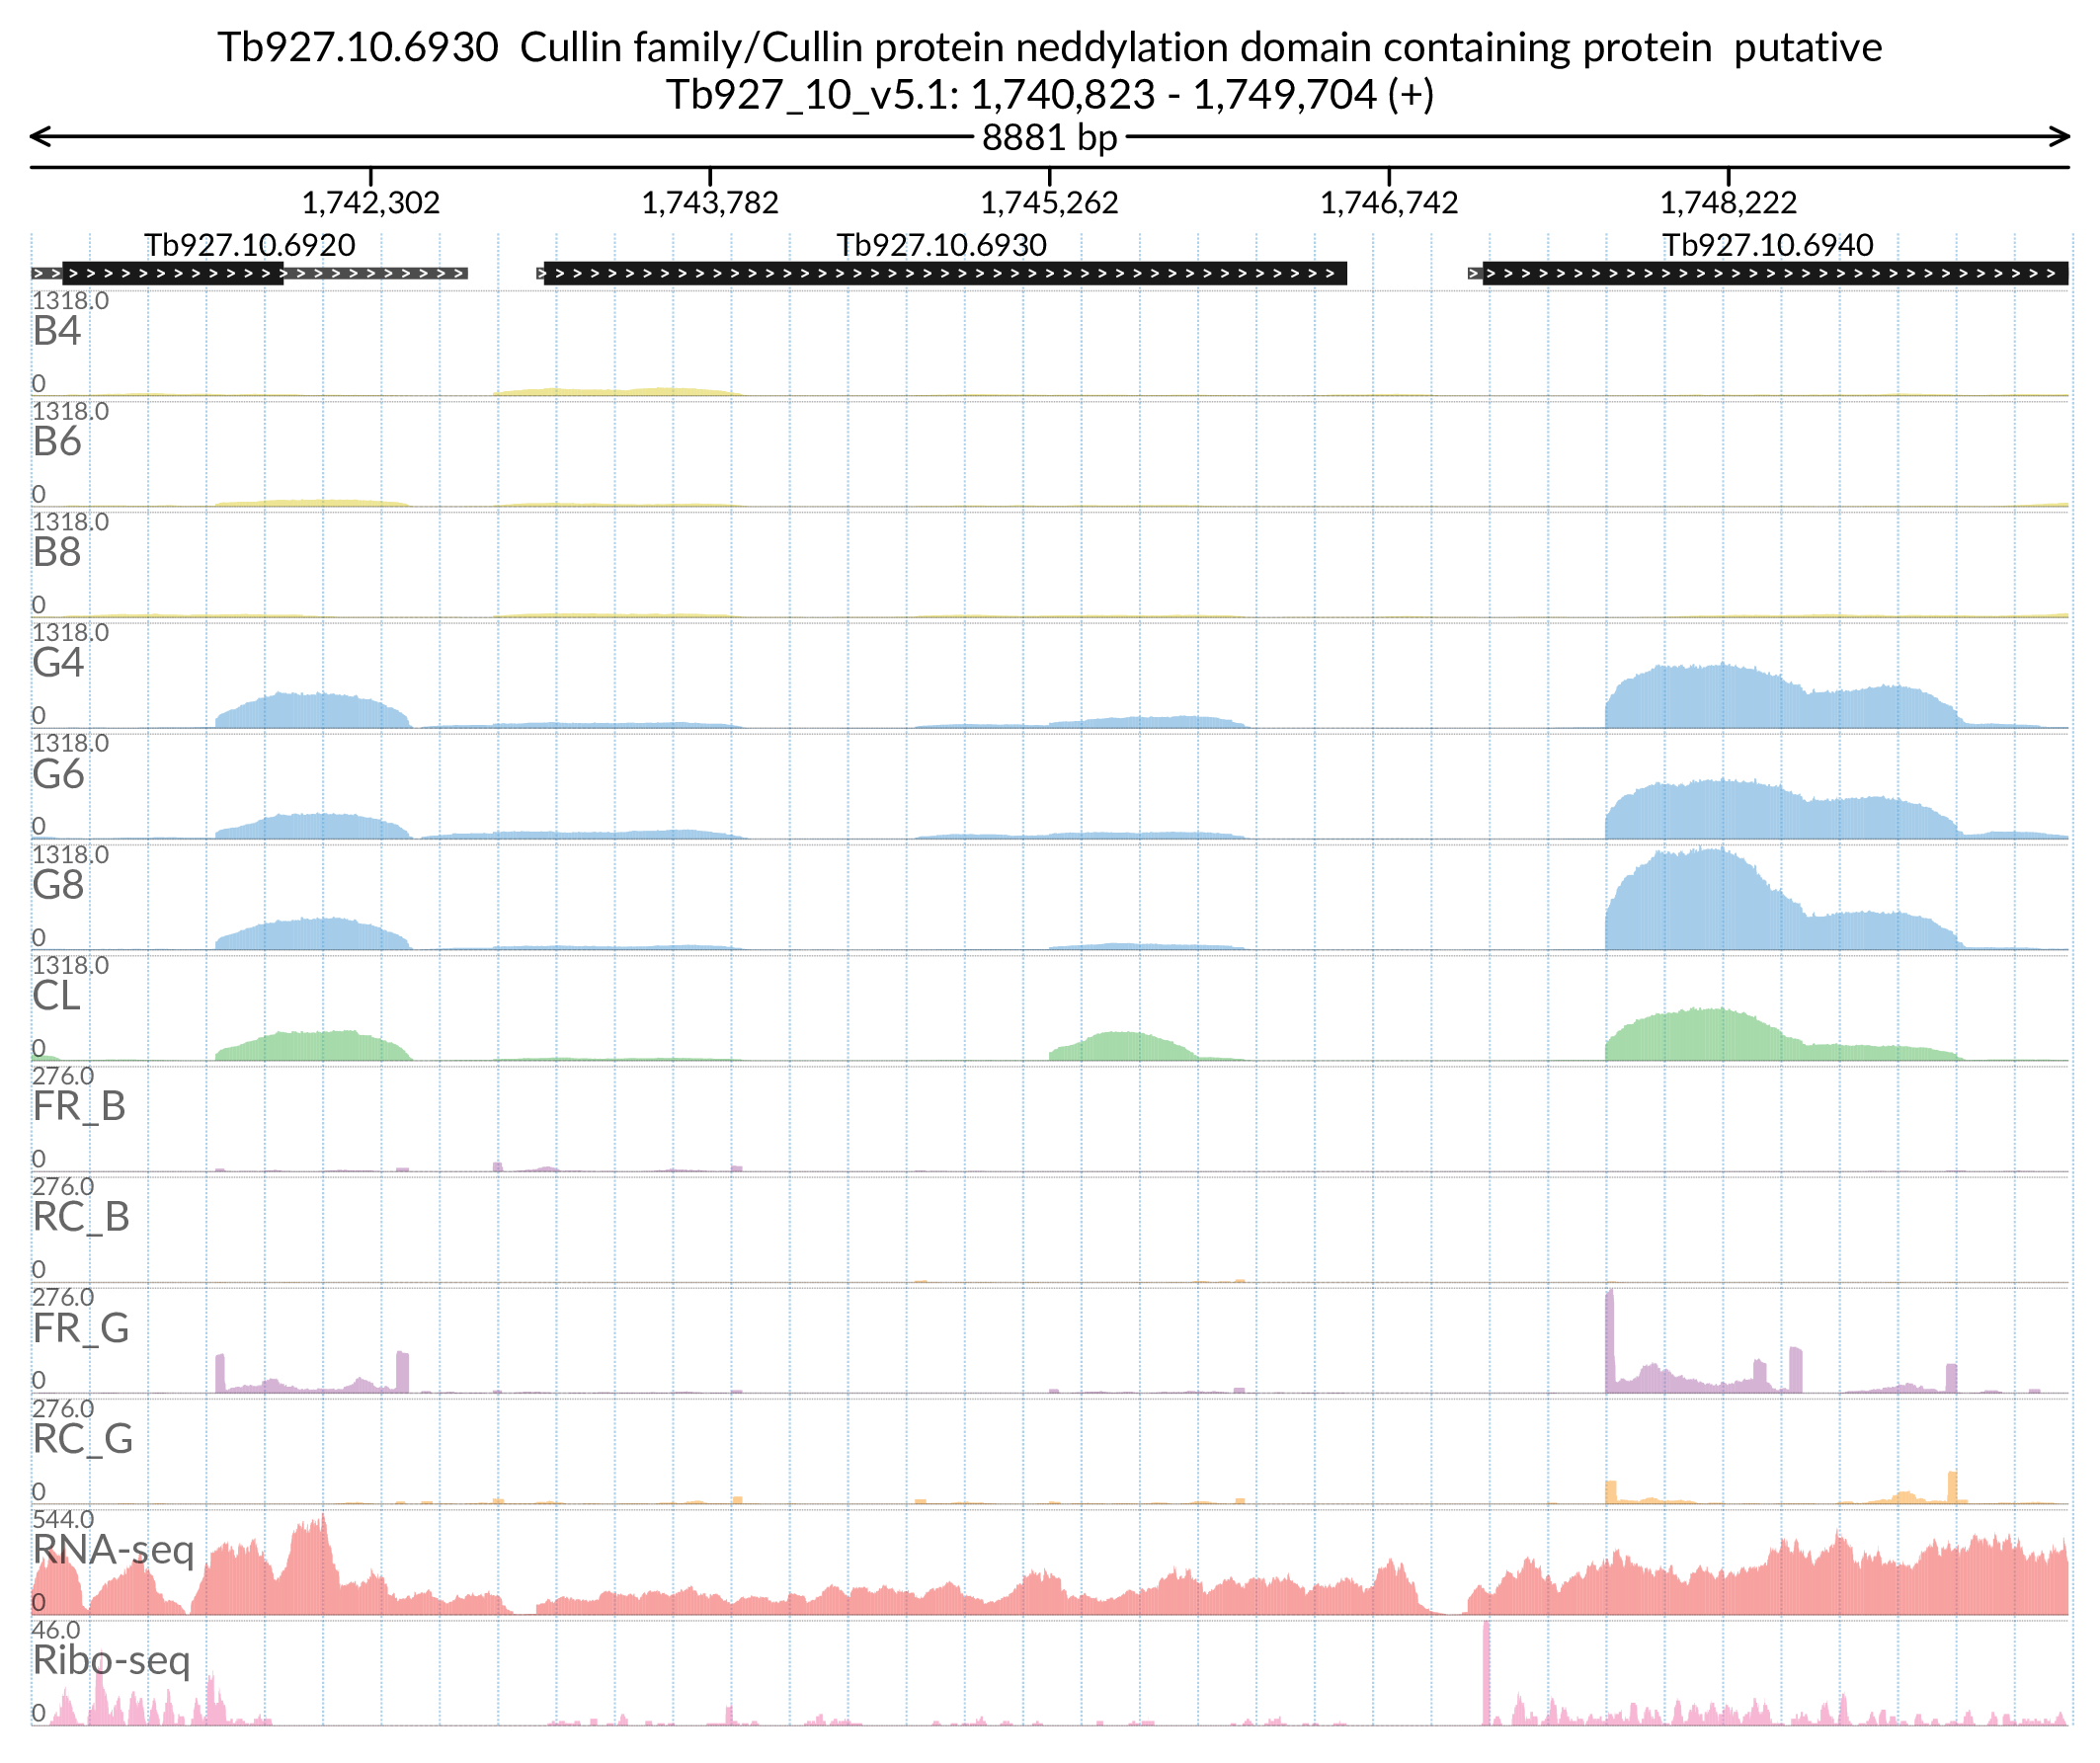 Tb927.10.6930  Cullin family/Cullin protein neddylation domain containing protein  putative
Tb927_10_v5.1: 1,740,823 - 1,749,704 (+)
8881 bp
1,742,302 1,743,782 1,745,262 1,746,742 1,748,222
Tb927.10.6920 Tb927.10.6930 Tb927.10.6940
1318.0
B4
0
1318.0
B6
0
1318.0
B8
0
1318.0
G4
0
1318.0
G6
0
1318.0
G8
0
1318.0
CL
0
276.0
FR_B
0
276.0
RC_B
0
276.0
FR_G
0
276.0
RC_G
0
544.0
RNA-seq
0
46.0
Ribo-seq
0